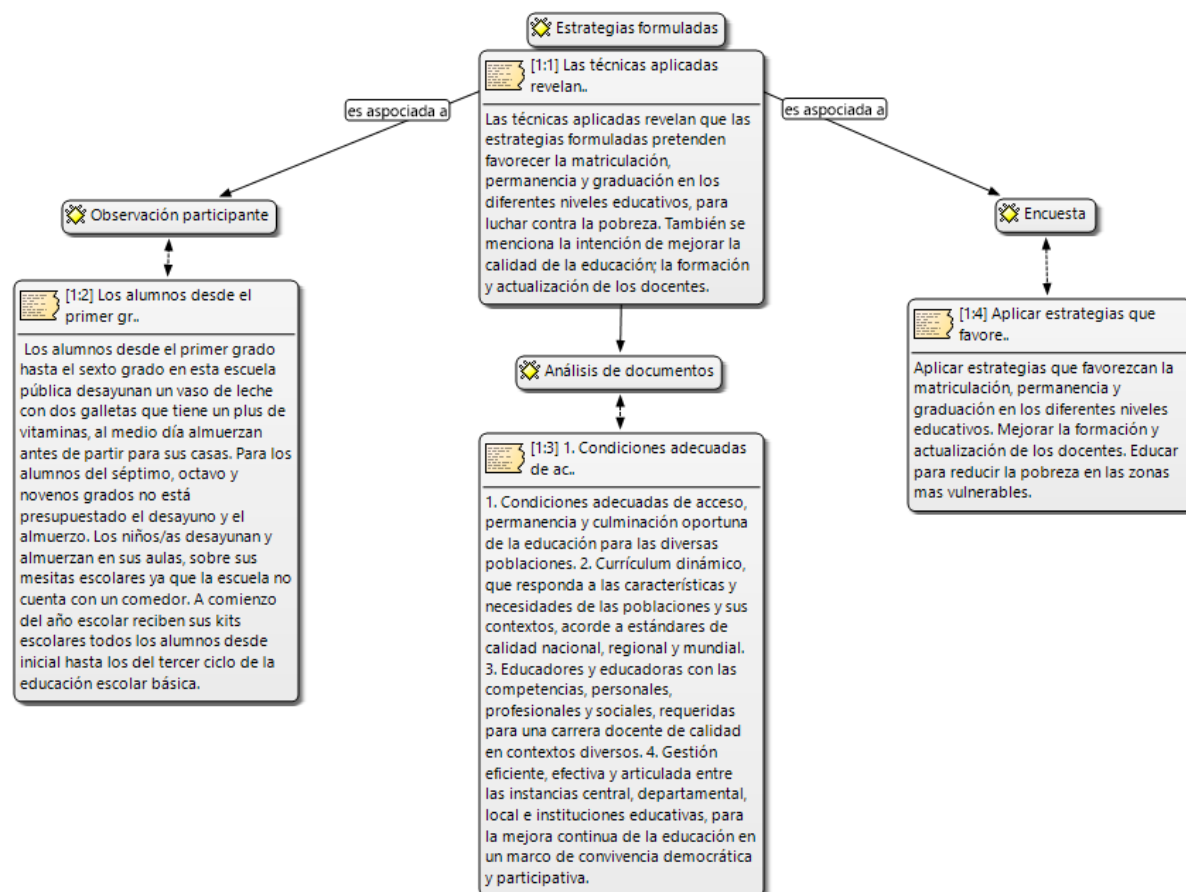 Estrategias formuladas
[1:1] Las técnicas aplicadas
revelan..
Las técnicas aplicadas revelan que las
estrategias formuladas pretenden
favorecer la matriculación,
permanencia y graduación en los
diferentes niveles educativos, para
luchar contra la pobreza. También se
menciona la intención de mejorar la
calidad de la educación; la formación
y actualización de los docentes.
es aspociada a
es aspociada a
Observación participante
[1:2] Los alumnos desde el
primer gr..
Los alumnos desde el primer grado
hasta el sexto grado en esta escuela
pública desayunan un vaso de leche
con dos galletas que tiene un plus de
vitaminas, al medio día almuerzan
antes de partir para sus casas. Para los
alumnos del séptimo, octavo y
novenos grados no está
presupuestado el desayuno y el
almuerzo. Los niños/as desayunan y
almuerzan en sus aulas, sobre sus
mesitas escolares ya que la escuela no
cuenta con un comedor. A comienzo
del año escolar reciben sus kits
escolares todos los alumnos desde
inicial hasta los del tercer ciclo de la
educación escolar básica.
Análisis de documentos
[1:3] 1. Condiciones adecuadas
de ac..
1. Condiciones adecuadas de acceso,
permanencia y culminación oportuna
de la educación para las diversas
poblaciones. 2. Currículum dinámico,
que responda a las características y
necesidades de las poblaciones y sus
contextos, acorde a estándares de
calidad nacional, regional y mundial.
3. Educadores y educadoras con las
competencias, personales,
profesionales y sociales, requeridas
para una carrera docente de calidad
en contextos diversos. 4. Gestión
eficiente, efectiva y articulada entre
las instancias central, departamental,
local e instituciones educativas, para
la mejora continua de la educación en
un marco de convivencia democrática
y participativa.
Encuesta
[1:4] Aplicar estrategias que
favore..
Aplicar estrategias que favorezcan la
matriculación, permanencia y
graduación en los diferentes niveles
educativos. Mejorar la formación y
actualización de los docentes. Educar
para reducir la pobreza en las zonas
mas vulnerables.